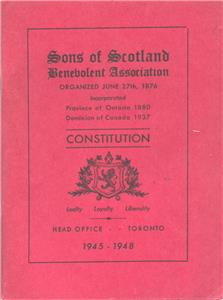 Sons of Scotland
Benevolent Association
ORGANIZED JUNE 27th, 1876
Incorporated
Province of Ontario 1880
Dominion of Canada 1937
CONSTITUTION
Lealty Loyalty Liberality
HEAD OFFICE - - TORONTO
1945 - 1948